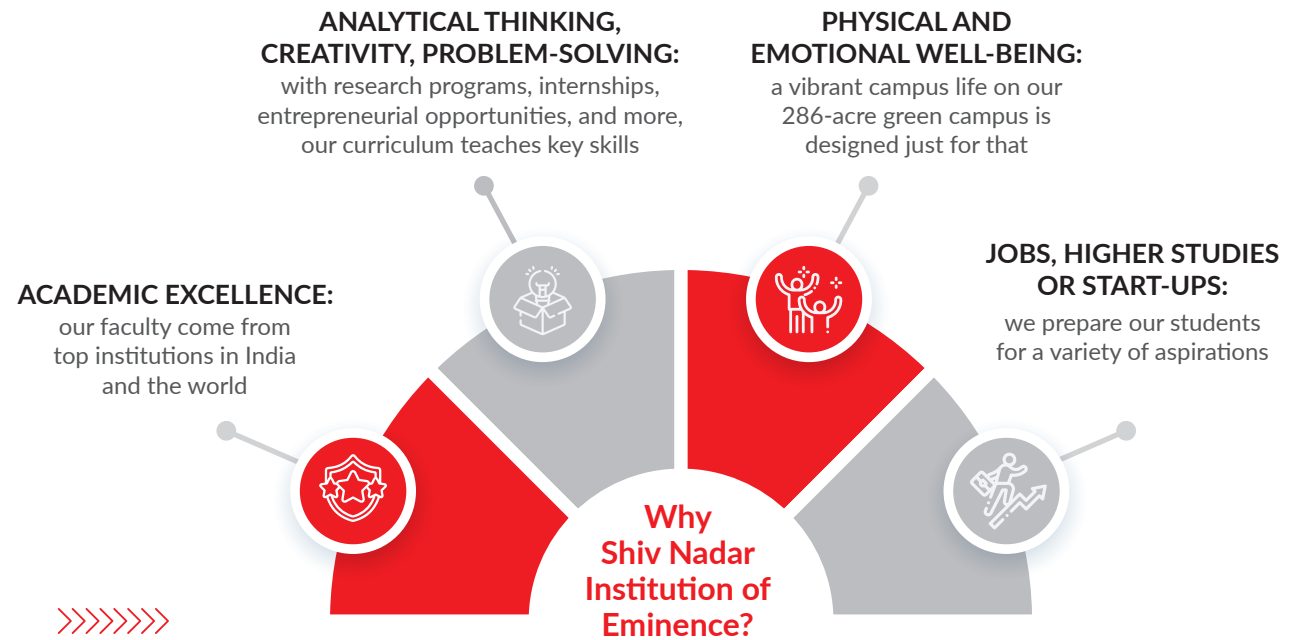 ANALYTICAL THINKING,
CREATIVITY, PROBLEM-SOLVING:
with research programs, internships,
entrepreneurial opportunities, and more,
our curriculum teaches key skills
PHYSICAL AND
EMOTIONAL WELL-BEING:
a vibrant campus life on our
286-acre green campus is
designed just for that
ACADEMIC EXCELLENCE:
our faculty come from
top institutions in India
and the world
JOBS, HIGHER STUDIES
OR START-UPS:
we prepare our students
for a variety of aspirations
Why
Shiv Nadar
Institution of
Eminence?